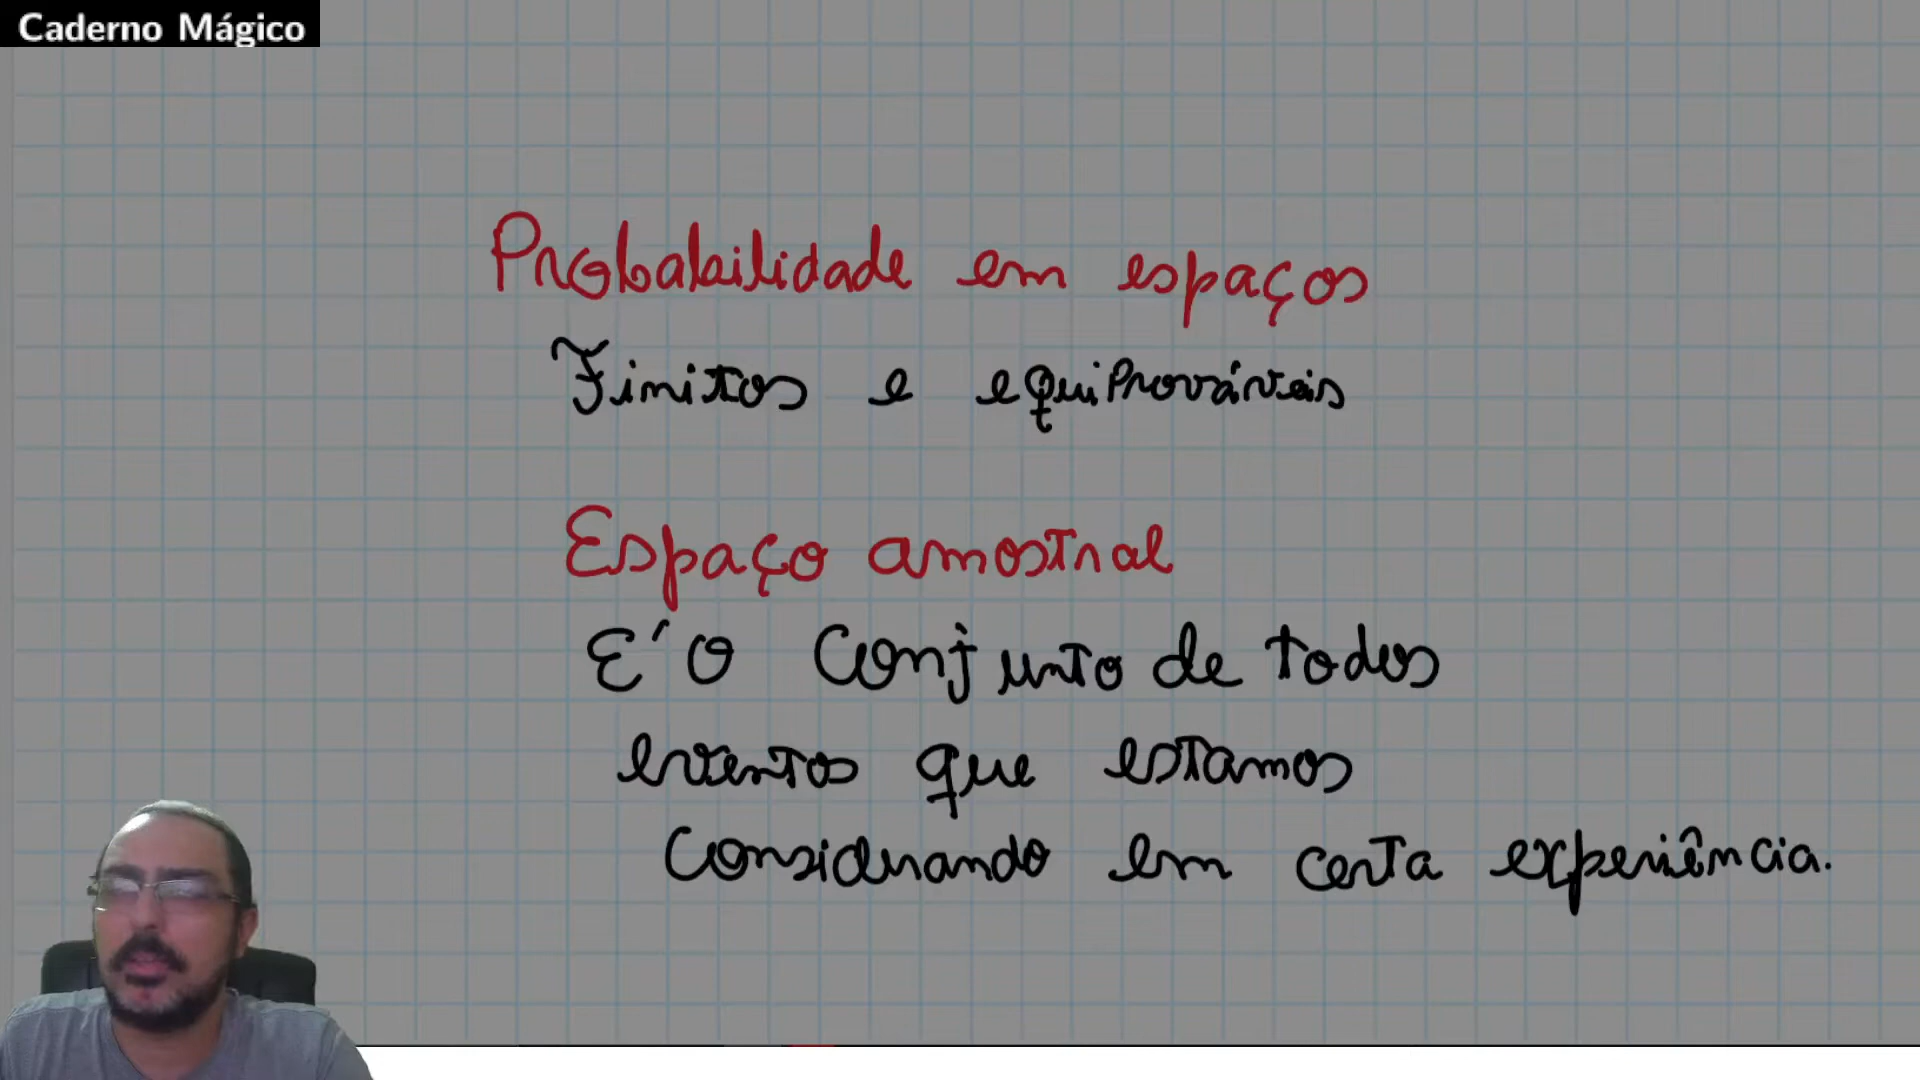 Caderno Mágico
Probabilidade em espaços
Finitos e equiprováveis
Espaço amostral
É o conjunto de todos
eventos que estamos
considerando em certa experiência.